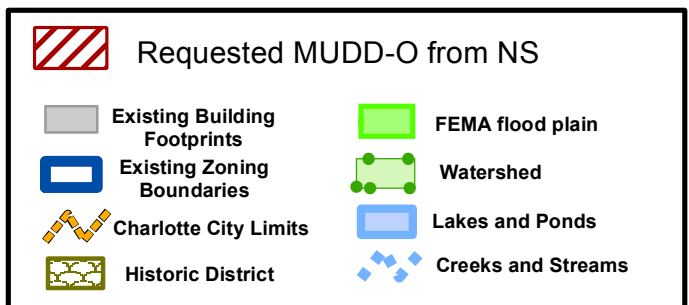 Requested MUDD-O from NS
Existing Building
Footprints
Existing Zoning
Boundaries
Charlotte City Limits
Historic District
FEMA flood plain
Watershed
Lakes and Ponds
Creeks and Streams